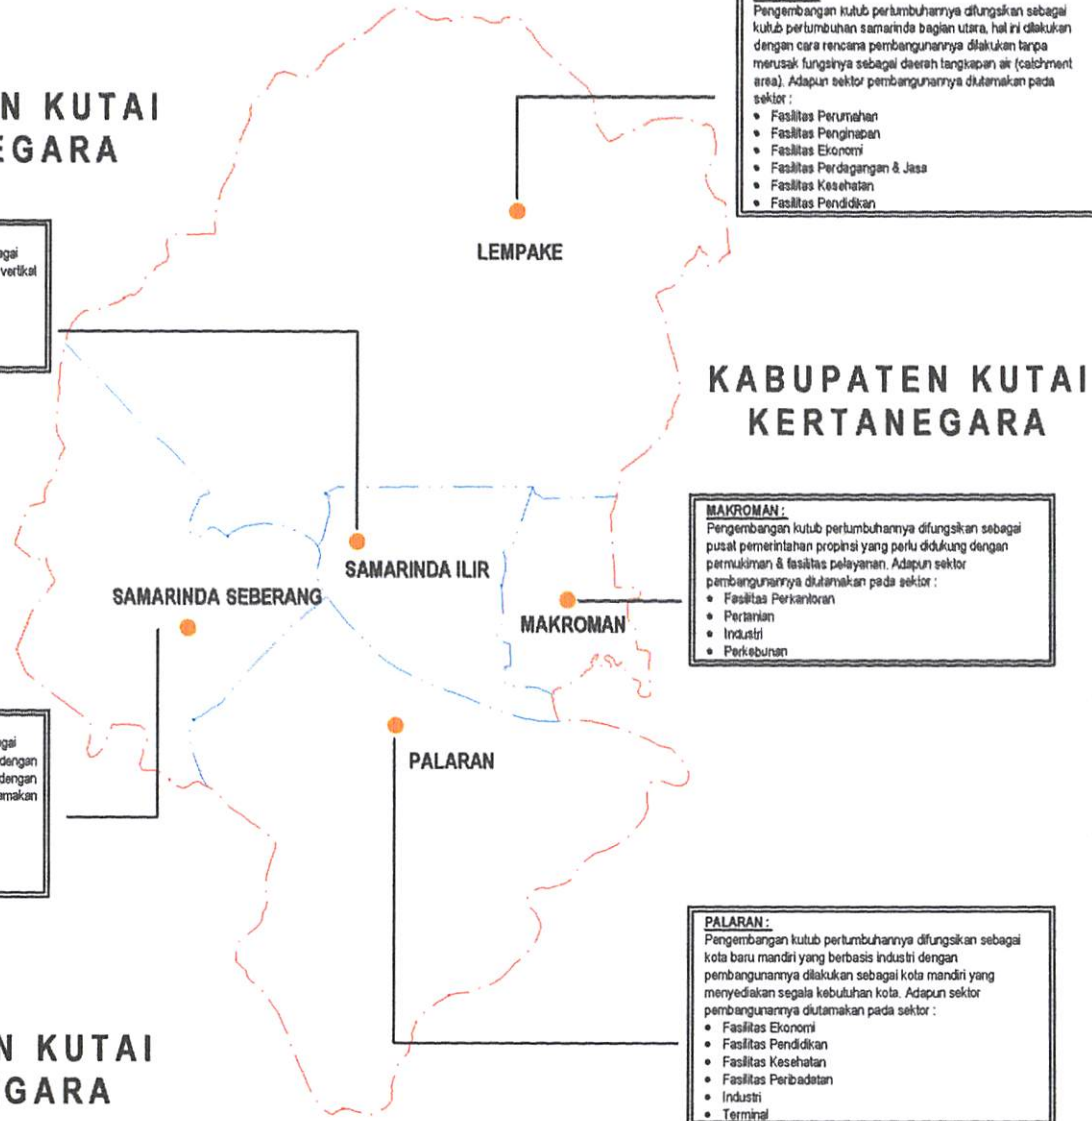 Pengembangan kutub pertumbuhannya difungsikan sebagai
kutub pertumbuhan samarinda bagian utara, hal ini dilakukan
dengan cara rencana pembangunannya dilakukan tanpa
merusak fungsinya sebagai daerah tangkapan air (catchment
area). Adapun sektor pembangunannya diutamakan pada
sektor :
• Fasilitas Perumahan
• Fasilitas Penginapan
• Fasilitas Ekonomi
• Fasilitas Perdagangan & Jasa
• Fasilitas Kesehatan
• Fasilitas Pendidikan
N KUTAI
EGARA
LEMPAKE
agai
vertikal
KABUPATEN KUTAI
KERTANEGARA
MAKROMAN :
Pengembangan kutub pertumbuhannya difungsikan sebagai
pusat pemerintahan propinsi yang perlu didukung dengan
permukiman & fasilitas pelayanan. Adapun sektor
pembangunannya diutamakan pada sektor :
• Fasilitas Perkantoran
• Pertanian
• Industri
• Perkebunan
SAMARINDA ILIR
SAMARINDA SEBERANG
MAKROMAN
PALARAN
agai
dengan
dengan
amakan
PALARAN :
Pengembangan kutub pertumbuhannya difungsikan sebagai
kota baru mandiri yang berbasis industri dengan
pembangunannya dilakukan sebagai kota mandiri yang
menyediakan segala kebutuhan kota. Adapun sektor
pembangunannya diutamakan pada sektor :
• Fasilitas Ekonomi
• Fasilitas Pendidikan
• Fasilitas Kesehatan
• Fasilitas Peribadatan
• Industri
• Terminal
N KUTAI
GARA